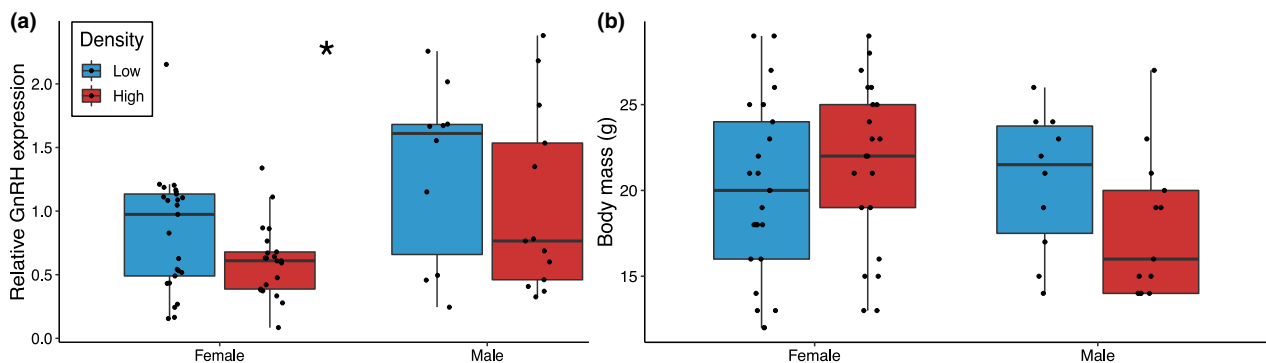 (a)
Relative GnRH expression
2.0
1.5
1.0
0.5
0.0
Density
Low
High
*
Female
Male
(b)
Body mass (g)
25
20
15
Female
Male